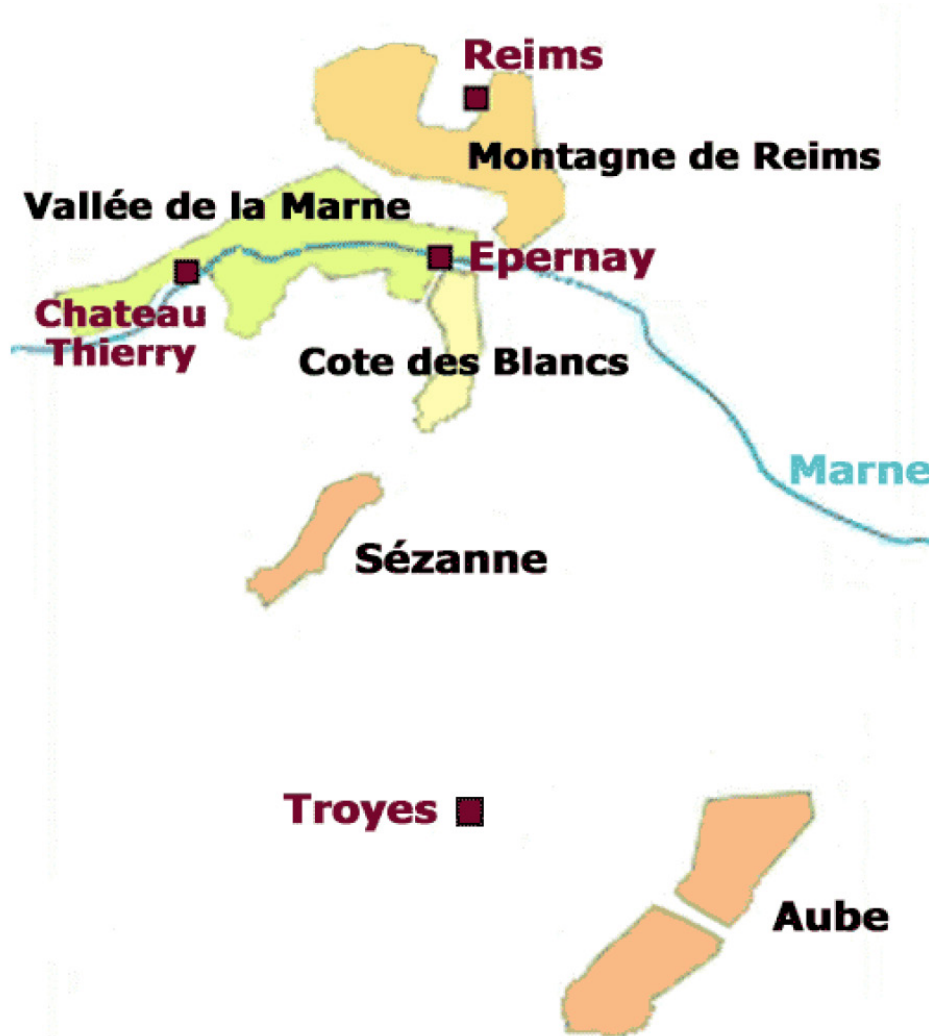 Reims
Montagne de Reims
Vallée de la Marne
Epernay
Chateau
Thierry
Cote des Blancs
Marne
Sézanne
Troyes
Aube